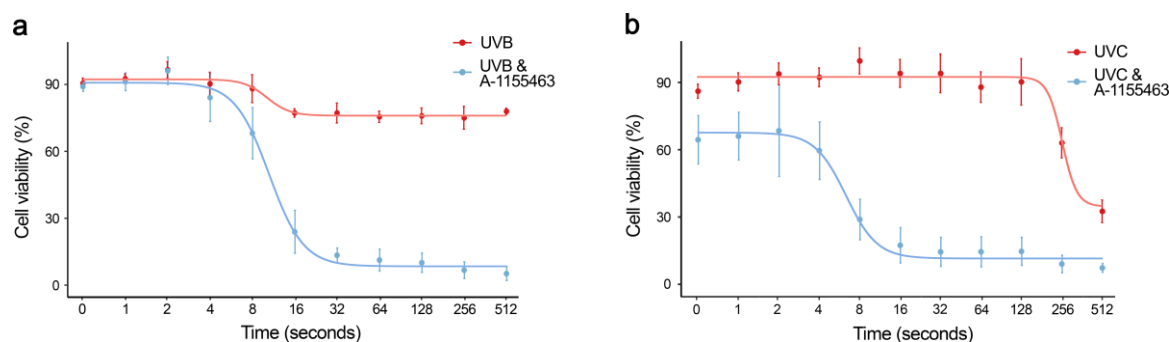 a
UVB
UVB &
A-1155463
Cell viability (%)
90
60
30
0
0 1 2 4 8 16 32 64 128 256 512
Time (seconds)
b
UVC
UVC &
A-1155463
Cell viability (%)
90
60
30
0
0 1 2 4 8 16 32 64 128 256 512
Time (seconds)